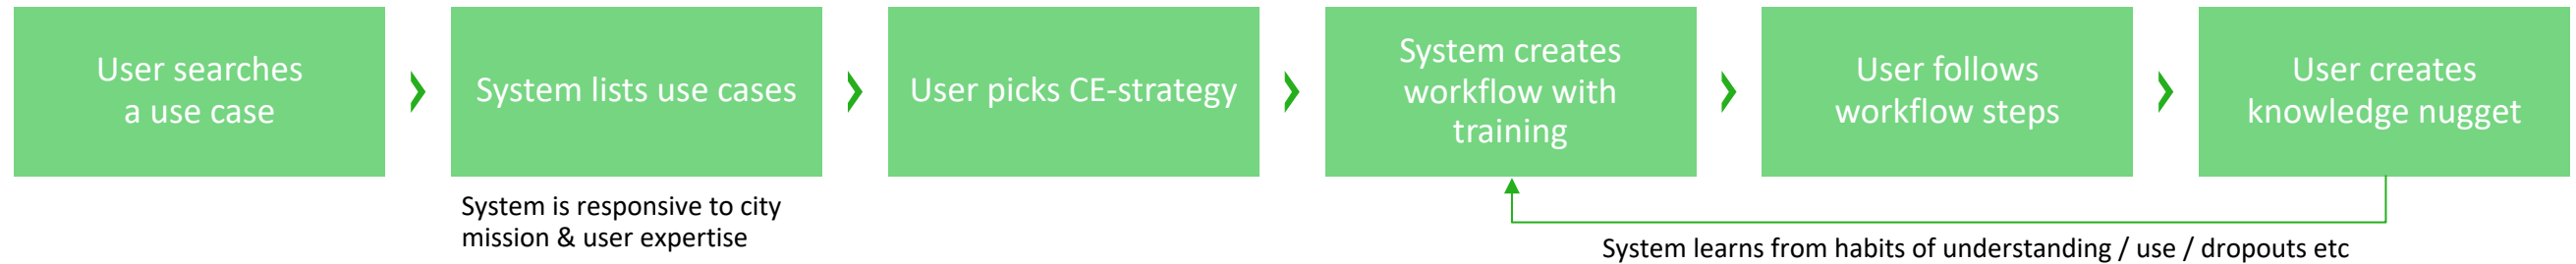 User searches
a use case
System lists use cases
User picks CE-strategy
System creates
workflow with
training
User follows
workflow steps
User creates
knowledge nugget
System is responsive to city
mission & user expertise
System learns from habits of understanding / use / dropouts etc